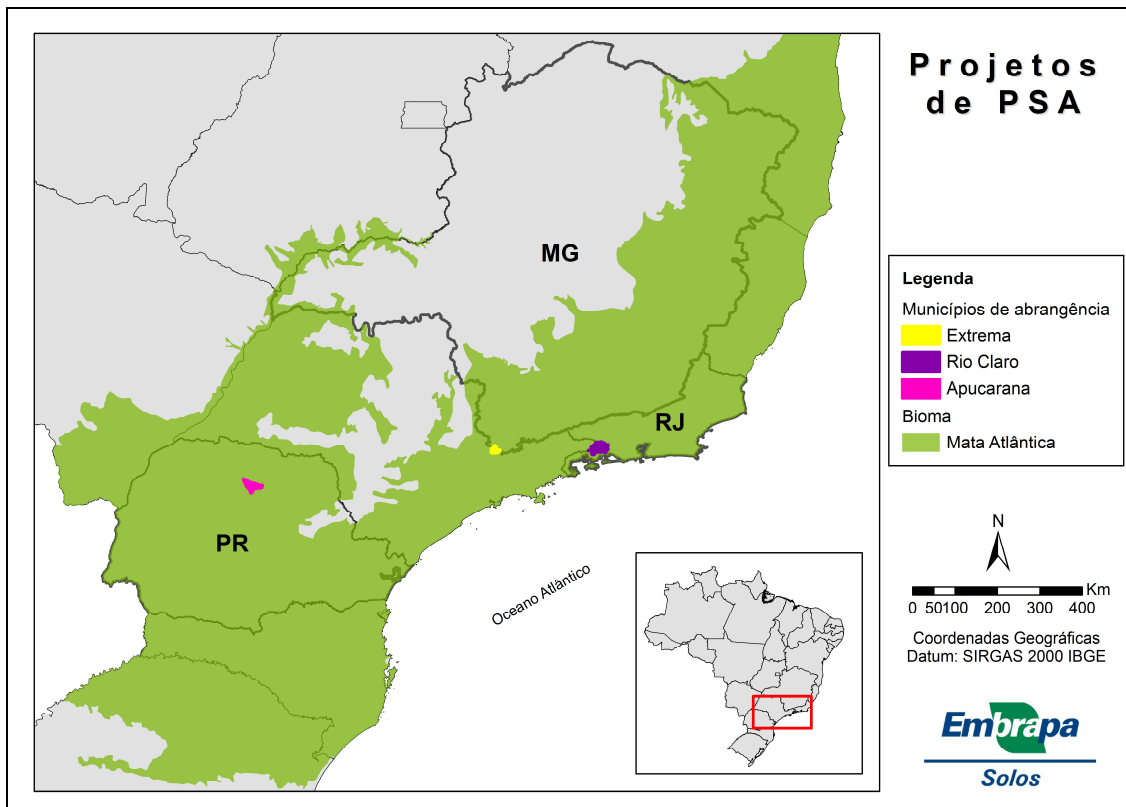 Projetos
de PSA
MG
RJ
PR
Oceano Atlântico
Legenda
Municípios de abrangência
Extrema
Rio Claro
Apucarana
Bioma
Mata Atlântica
N
Km
0 50100 200 300 400
Coordenadas Geográficas
Datum: SIRGAS 2000 IBGE
Embrapa
Solos